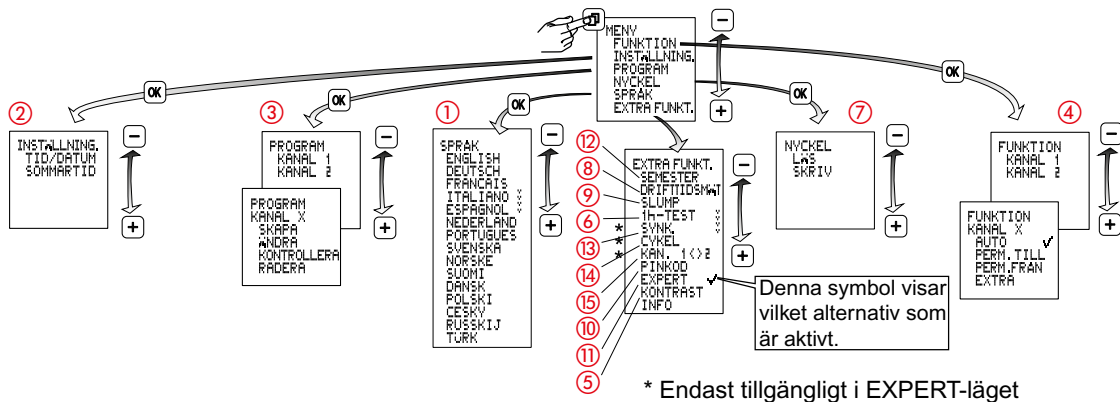 MENY
FUNKTION
INSTÄLLNING.
PROGRAM
NYCKEL
SPRÅK
EXTRA FUNKT.
−
+
OK
OK
OK
OK
OK
②
INSTÄLLNING.
TID/DATUM
SOMMARTID
−
+
③
PROGRAM
KANAL 1
KANAL 2
PROGRAM
KANAL X
SKAPA
ÄNDRA
KONTROLLERA
RADERA
−
+
①
SPRÅK
ENGLISH
DEUTSCH
FRANCAIS
ITALIANO
ESPAGNOL
NEDERLAND
PORTUGUES
SVENSKA
NORSKE
SUOMI
DANSK
POLSKI
CESKY
RUSSKIJ
TÜRK
−
+
EXTRA FUNKT.
⑫ SEMESTER
⑧ DRIFTTIDSMÄT
⑨ SLUMP
⑥ 1h-TEST
* ⑬ SYNK.
* ⑭ CYKEL
* ⑮ KAN. 1<>2
⑩ PINKOD
⑪ EXPERT ✓
⑤ KONTRAST
INFO
−
+
Denna symbol visar
vilket alternativ som
är aktivt.
⑦
NYCKEL
LÄS
SKRIV
−
+
④
FUNKTION
KANAL 1
KANAL 2
FUNKTION
KANAL X
AUTO ✓
PERM.TILL
PERM.FRÅN
EXTRA
−
+
* Endast tillgängligt i EXPERT-läget